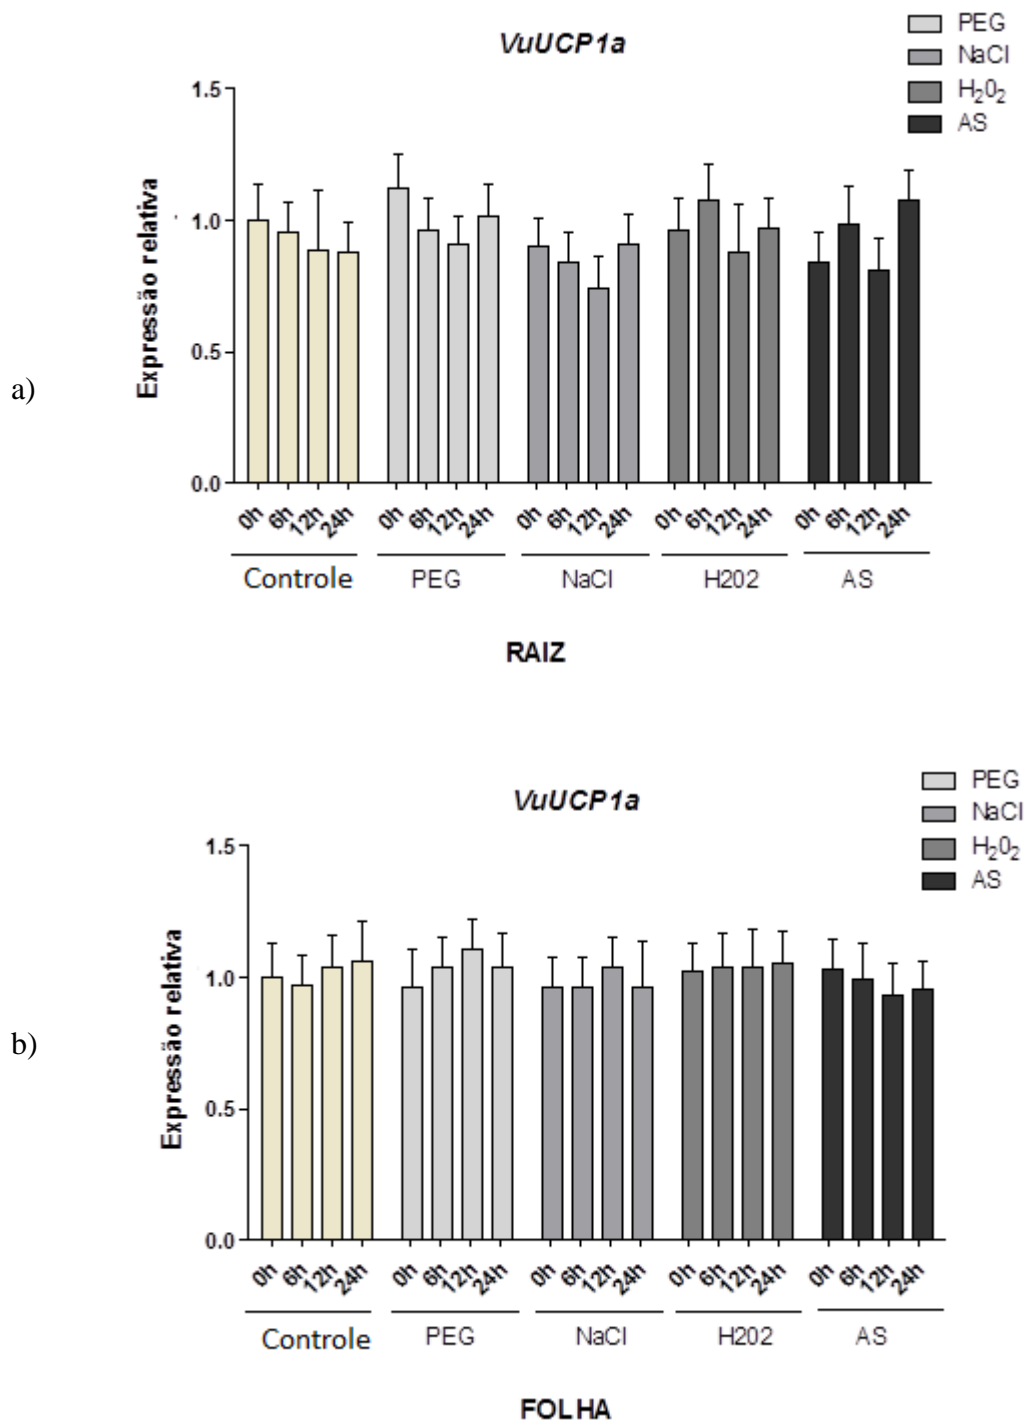 VuUCP1a
PEG
NaCl
H₂0₂
AS
Expressão relativa
1.5
1.0
0.5
0.0
a)
0h 6h 12h 24h 0h 6h 12h 24h 0h 6h 12h 24h 0h 6h 12h 24h 0h 6h 12h 24h
Controle PEG NaCl H202 AS
RAIZ
VuUCP1a
PEG
NaCl
H₂0₂
AS
Expressão relativa
1.5
1.0
0.5
0.0
b)
0h 6h 12h 24h 0h 6h 12h 24h 0h 6h 12h 24h 0h 6h 12h 24h 0h 6h 12h 24h
Controle PEG NaCl H202 AS
FOLHA